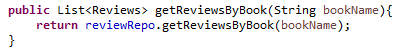 public List<Reviews> getReviewsByBook(String bookName){
return reviewRepo.getReviewsByBook(bookName);
}